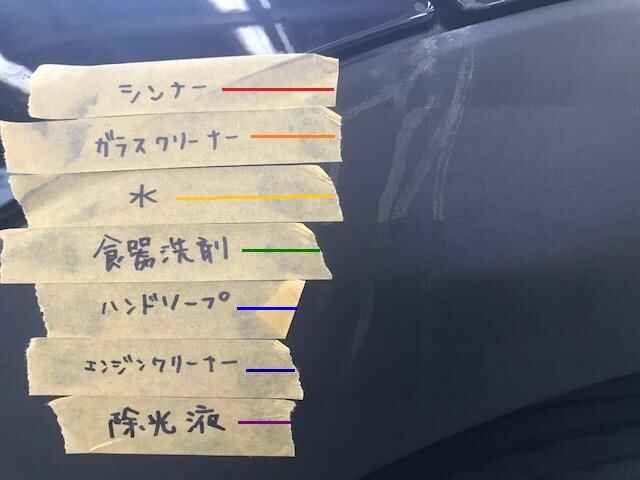 シンナー
ガラスクリーナー
水
食器洗剤
ハンドソープ
エンジンクリーナー
除光液